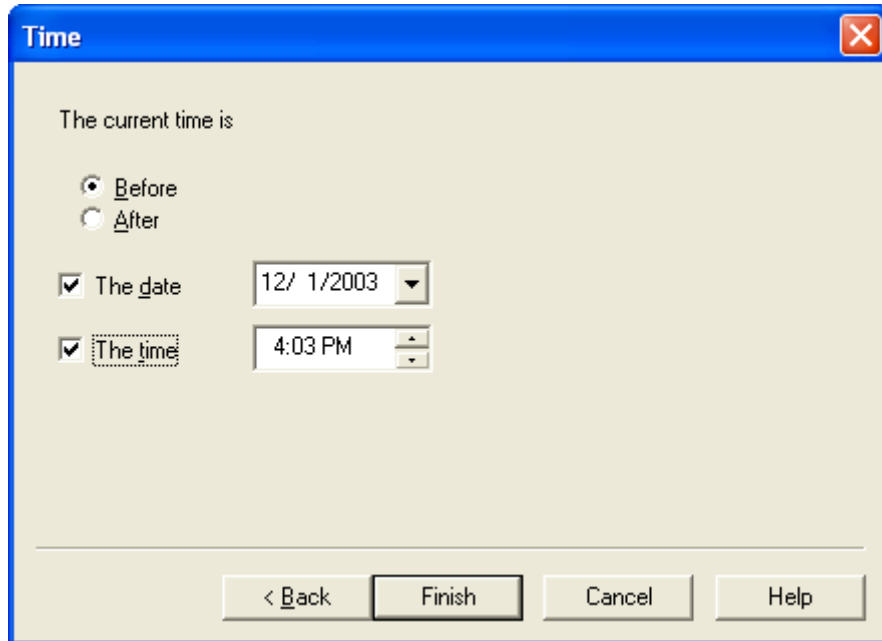 Time
The current time is
Before
After
The date 12/ 1/2003
The time 4:03 PM
< Back Finish Cancel Help